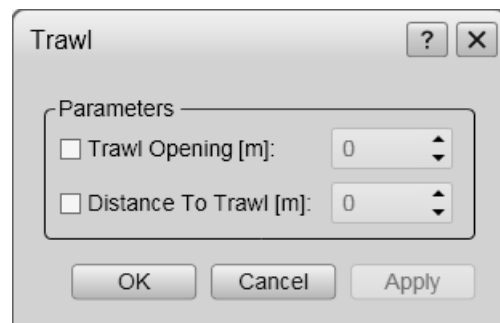 Trawl ?
Parameters
Trawl Opening [m]: 0
Distance To Trawl [m]: 0
OK Cancel Apply